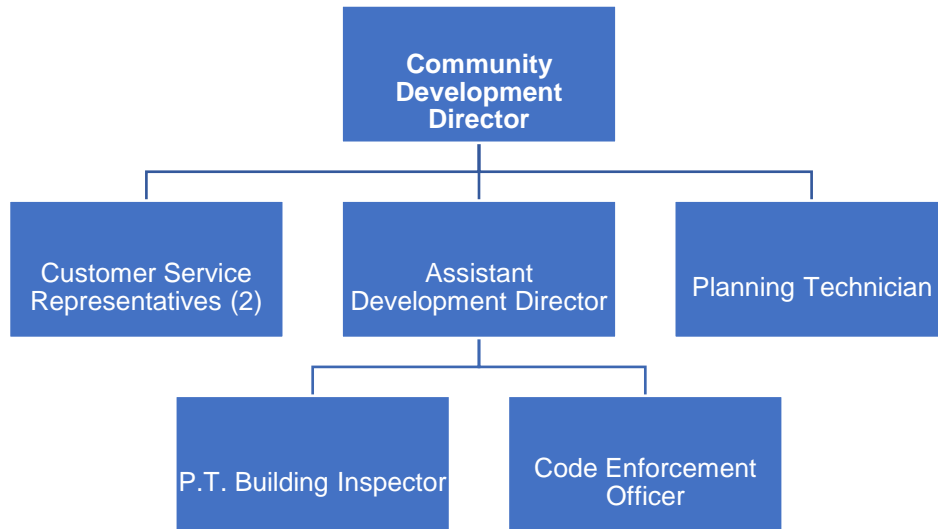 Community
Development
Director
Customer Service
Representatives (2)
Assistant
Development Director
Planning Technician
P.T. Building Inspector
Code Enforcement
Officer